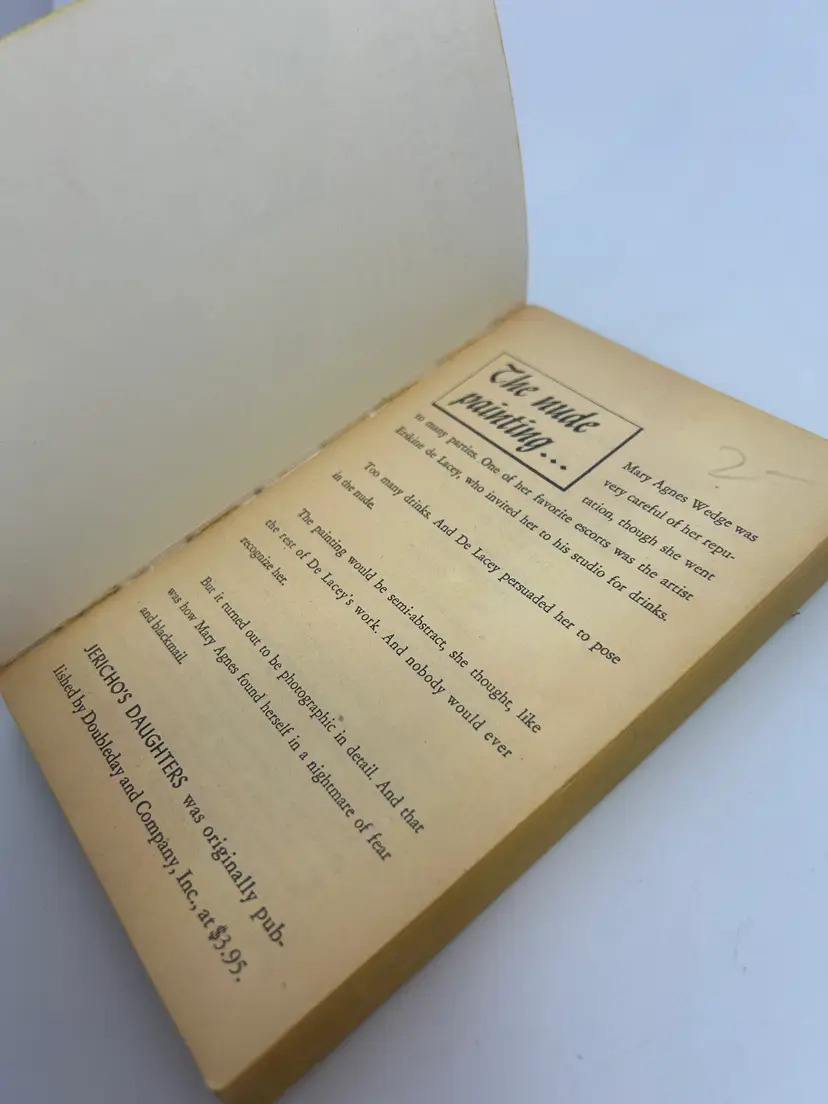 The nude
painting...
Mary Agnes Wedge was
very careful of her repu-
tation, though she went
to many parties. One of her favorite escorts was the artist
Erskine de Lacey, who invited her to his studio for drinks.
Too many drinks. And De Lacey persuaded her to pose
in the nude.
The painting would be semi-abstract, she thought, like
the rest of De Lacey's work. And nobody would ever
recognize her.
But it turned out to be photographic in detail. And that
was how Mary Agnes found herself in a nightmare of fear
and blackmail.
JERICHO'S DAUGHTERS was originally pub-
lished by Doubleday and Company, Inc., at $3.95.
2-